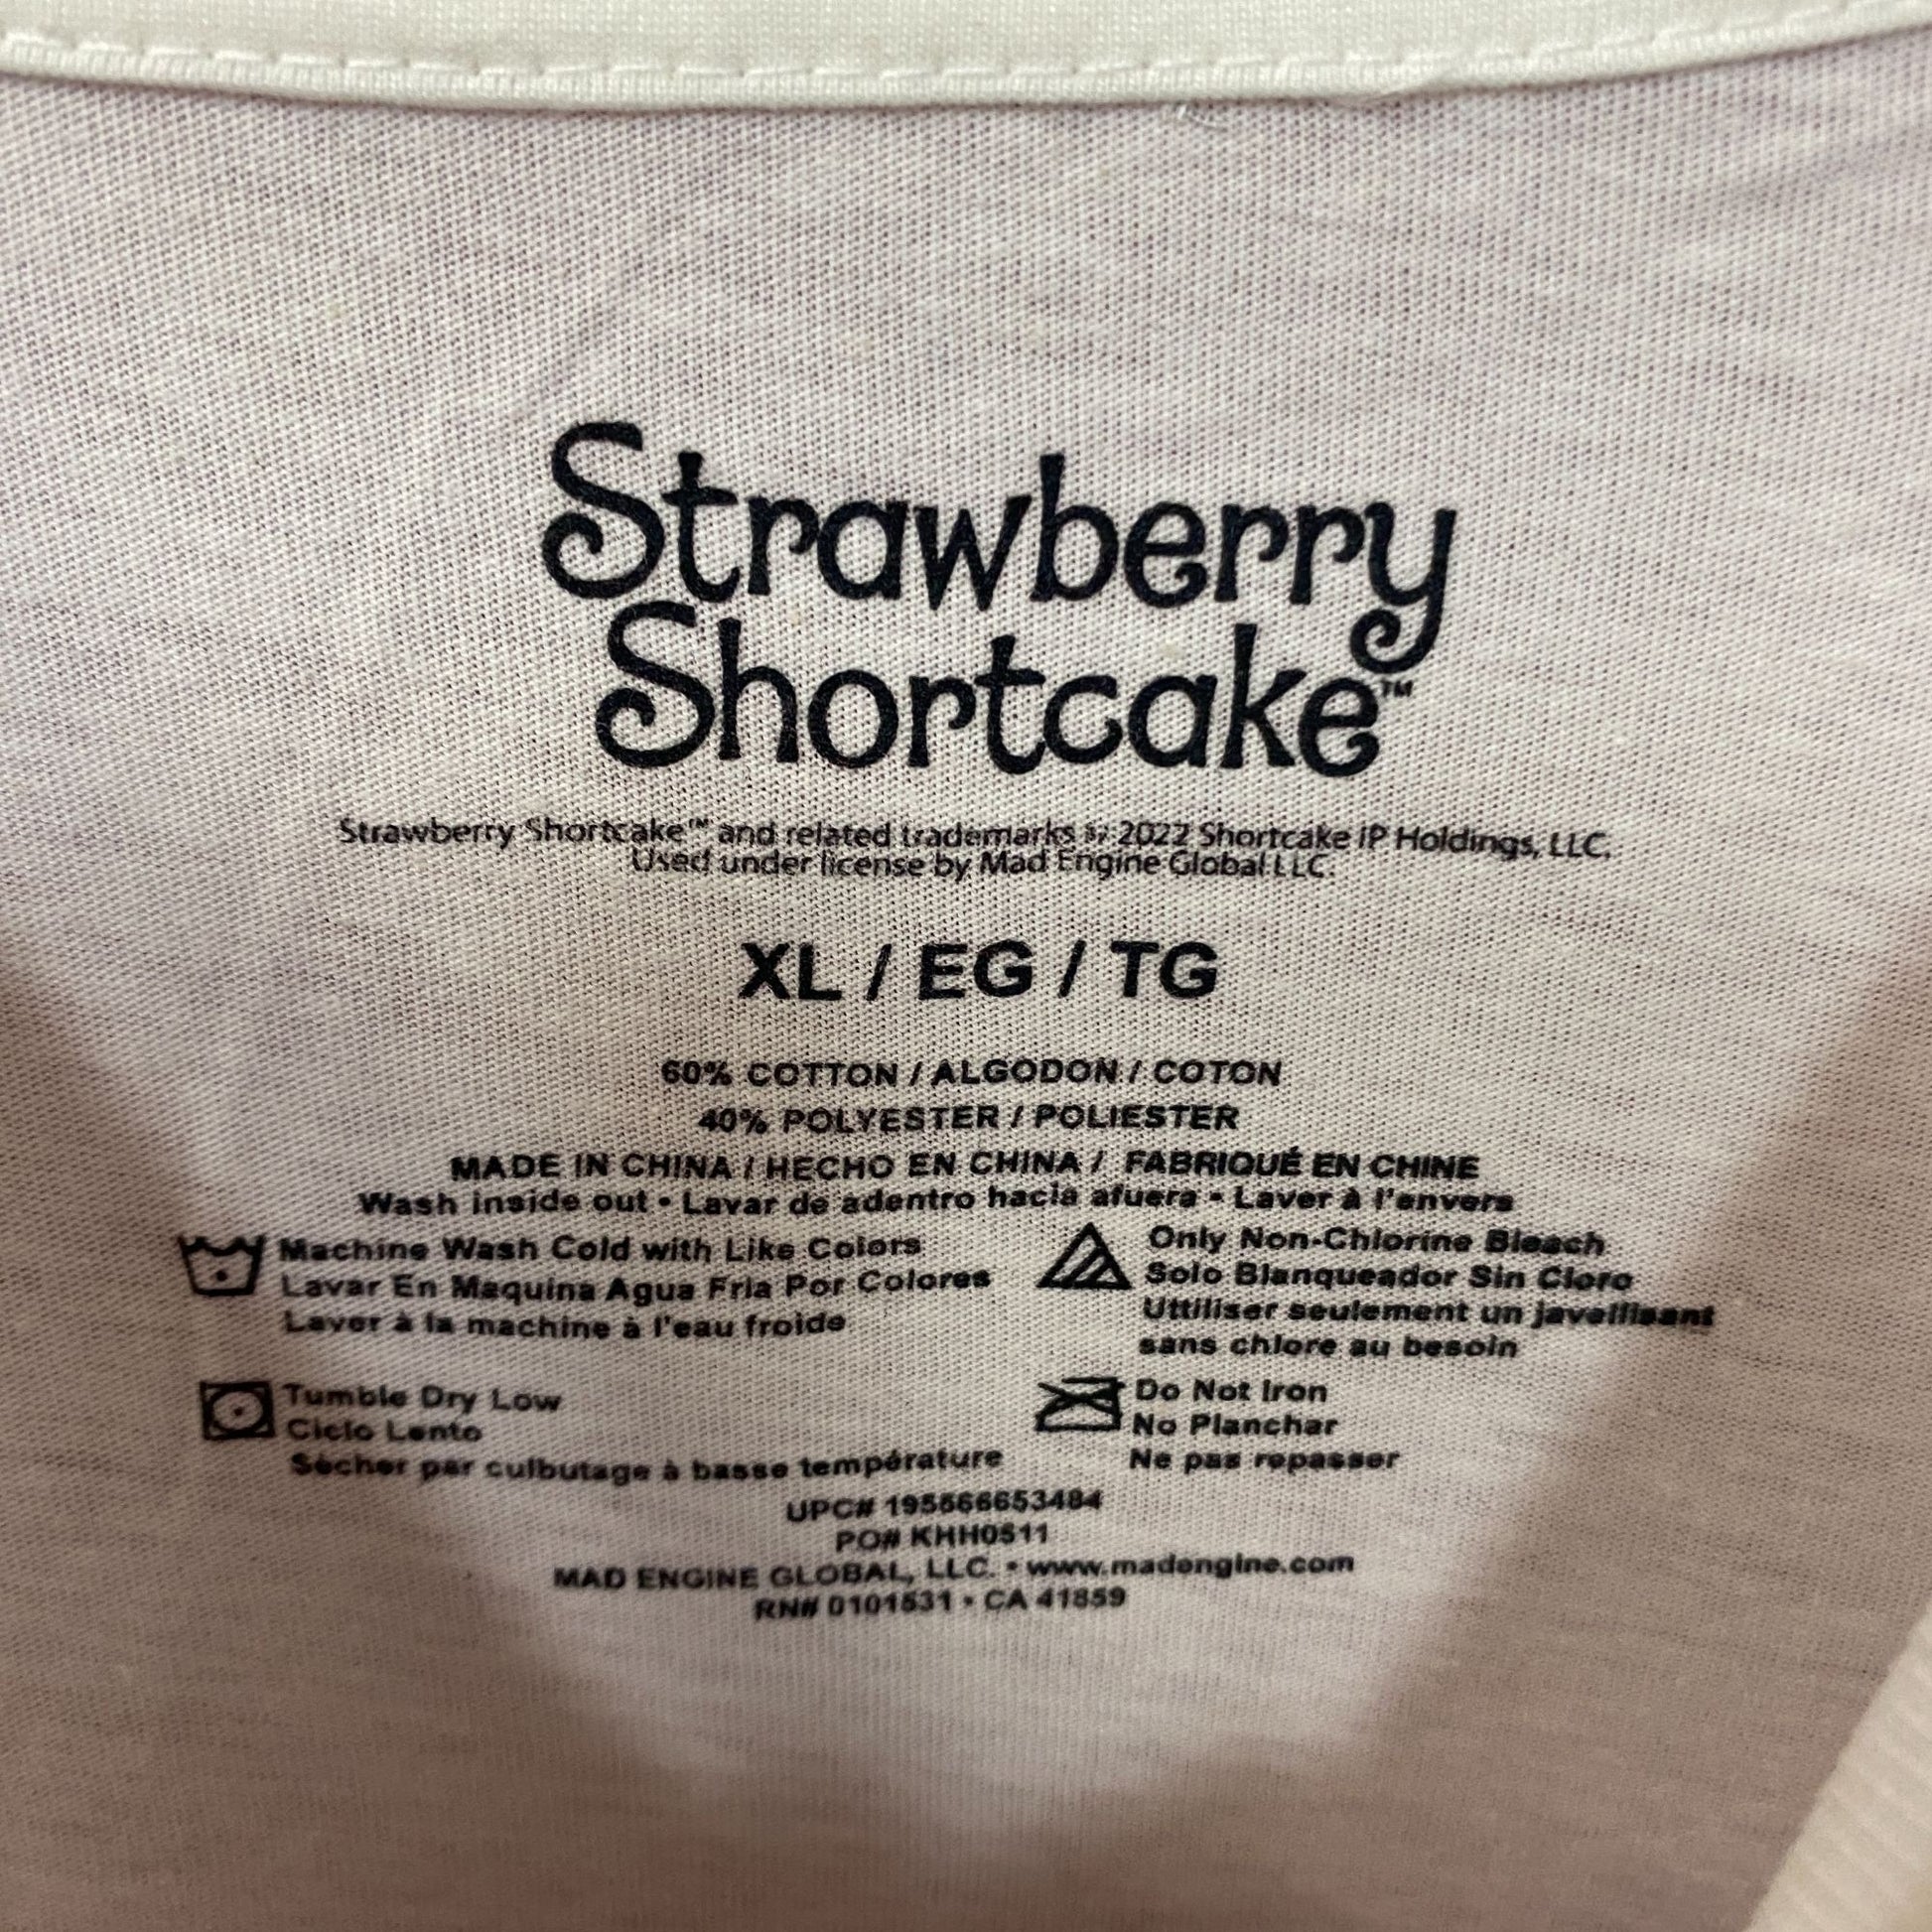 Strawberry
Shortcake™
Strawberry Shortcake™ and related trademarks © 2022 Shortcake IP Holdings, LLC.
Used under license by Mad Engine Global LLC.
XL / EG / TG
60% COTTON / ALGODON / COTON
40% POLYESTER / POLIESTER
MADE IN CHINA / HECHO EN CHINA / FABRIQUÉ EN CHINE
Wash inside out • Lavar de adentro hacia afuera • Laver à l'envers
Machine Wash Cold with Like Colors
Lavar En Maquina Agua Fria Por Colores
Laver à la machine à l'eau froide
Only Non-Chlorine Bleach
Solo Blanqueador Sin Cloro
Uttiliser seulement un javellisant
sans chlore au besoin
Tumble Dry Low
Ciclo Lento
Sécher par culbutage à basse température
Do Not Iron
No Planchar
Ne pas repasser
UPC# 195566653484
PO# KHH0511
MAD ENGINE GLOBAL, LLC. • www.madengine.com
RN# 0101531 • CA 41859